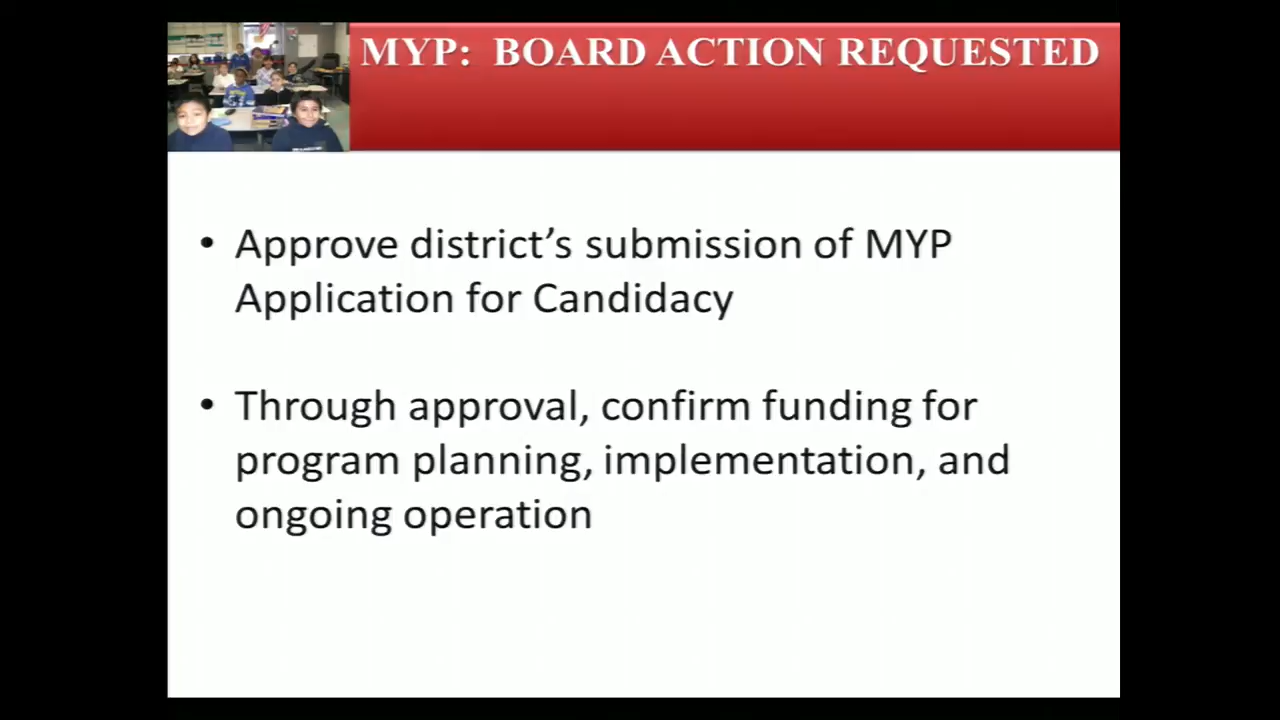 MYP: BOARD ACTION REQUESTED
• Approve district’s submission of MYP
Application for Candidacy
• Through approval, confirm funding for
program planning, implementation, and
ongoing operation